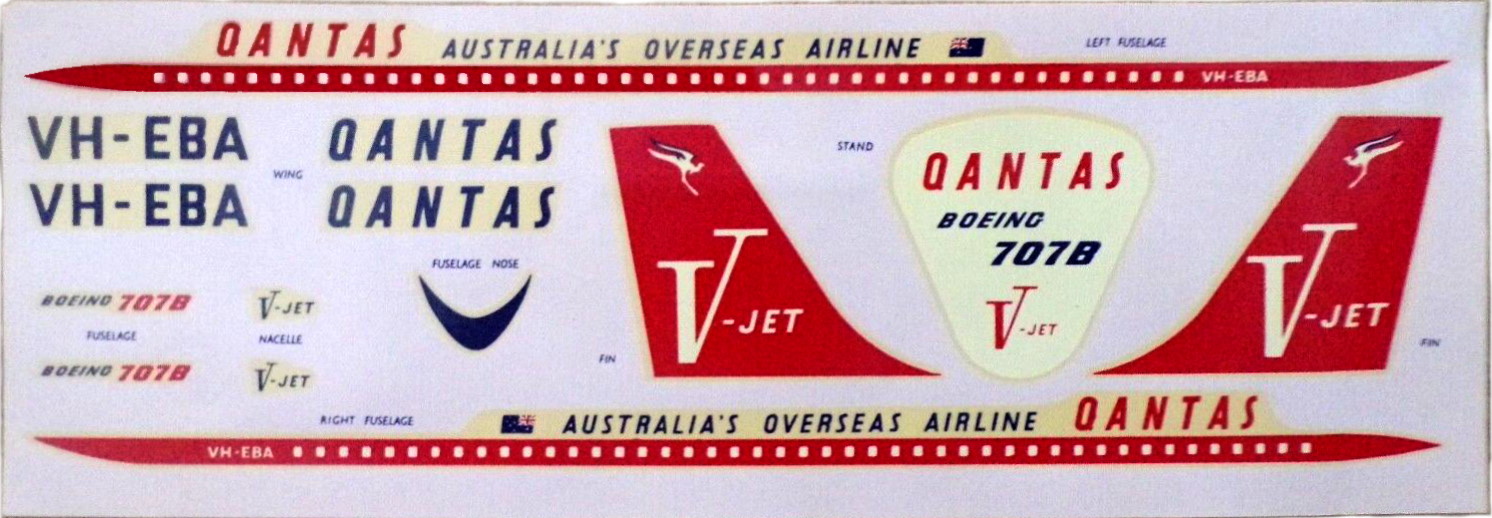 QANTAS AUSTRALIA'S OVERSEAS AIRLINE
LEFT FUSELAGE
VH-EBA
VH-EBA
QANTAS
WING
VH-EBA
QANTAS
STAND
QANTAS
BOEING
707B
V-JET
V-JET
V-JET
FUSELAGE NOSE
BOEING 707B
V-JET
FUSELAGE
NACELLE
BOEING 707B
V-JET
FIN
FIN
RIGHT FUSELAGE
AUSTRALIA'S OVERSEAS AIRLINE QANTAS
VH-EBA